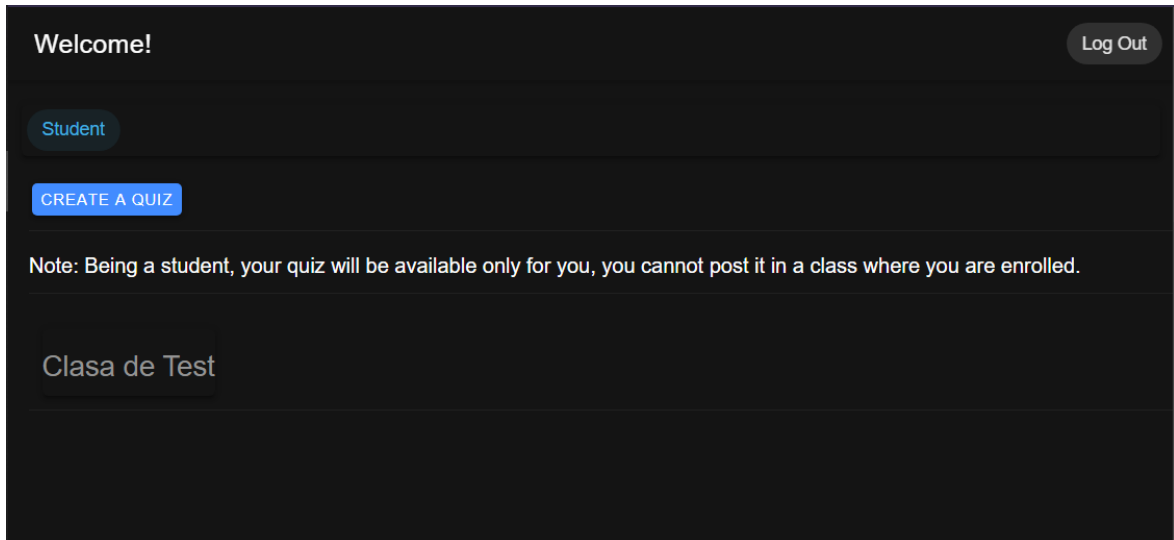 Welcome!
Log Out
Student
CREATE A QUIZ
Note: Being a student, your quiz will be available only for you, you cannot post it in a class where you are enrolled.
Clasa de Test